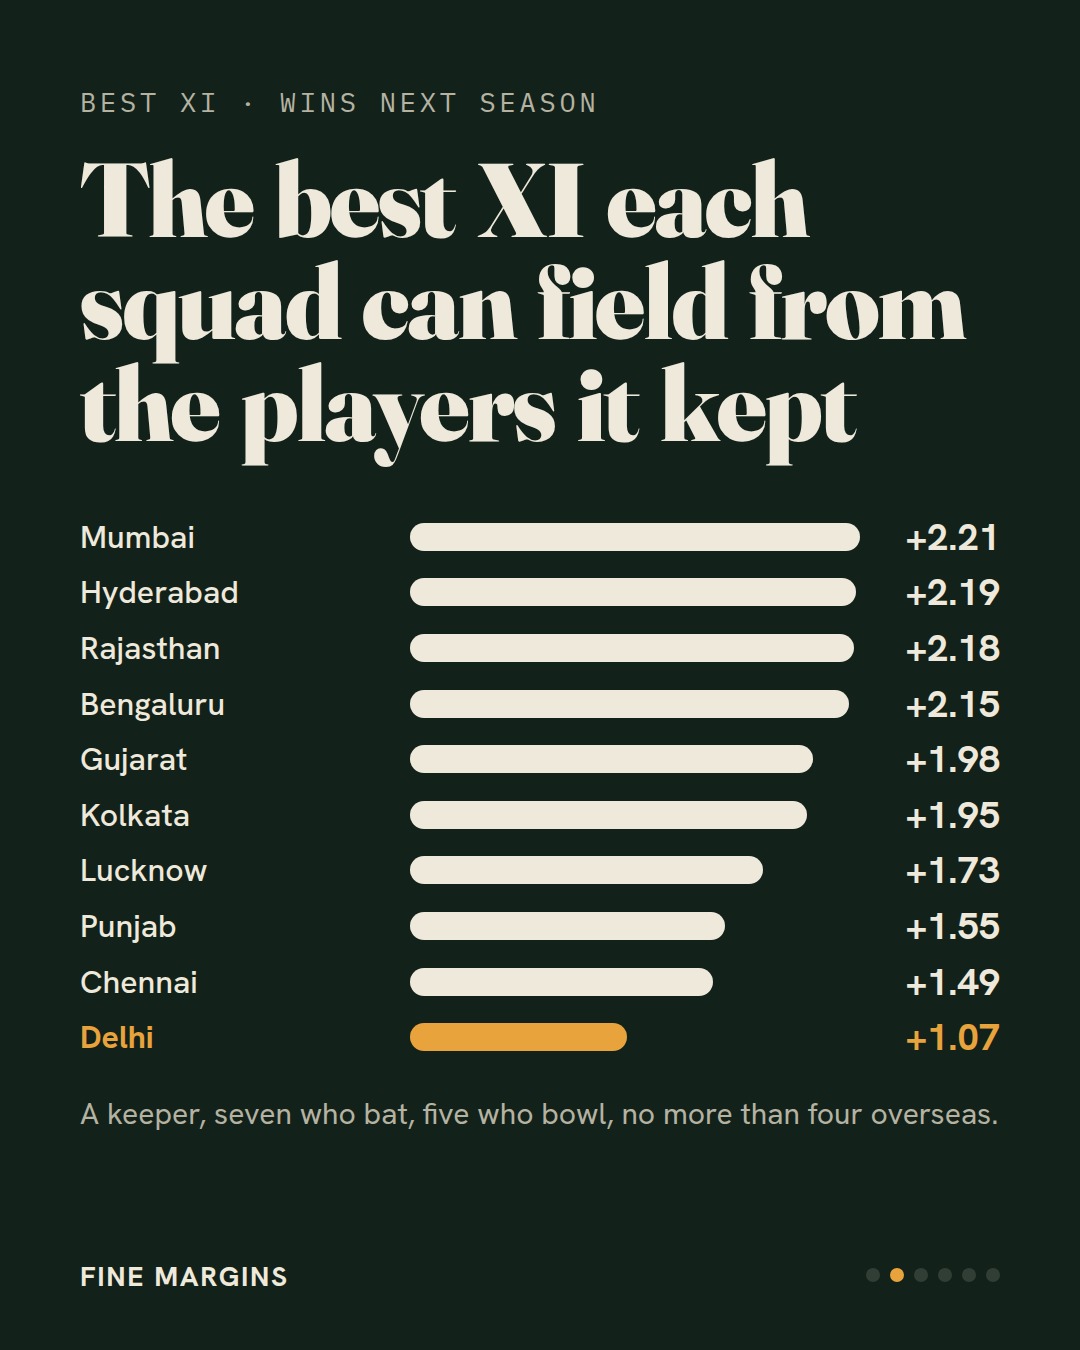 BEST XI · WINS NEXT SEASON
The best XI each
squad can field from
the players it kept
Mumbai +2.21
Hyderabad +2.19
Rajasthan +2.18
Bengaluru +2.15
Gujarat +1.98
Kolkata +1.95
Lucknow +1.73
Punjab +1.55
Chennai +1.49
Delhi +1.07
A keeper, seven who bat, five who bowl, no more than four overseas.
FINE MARGINS